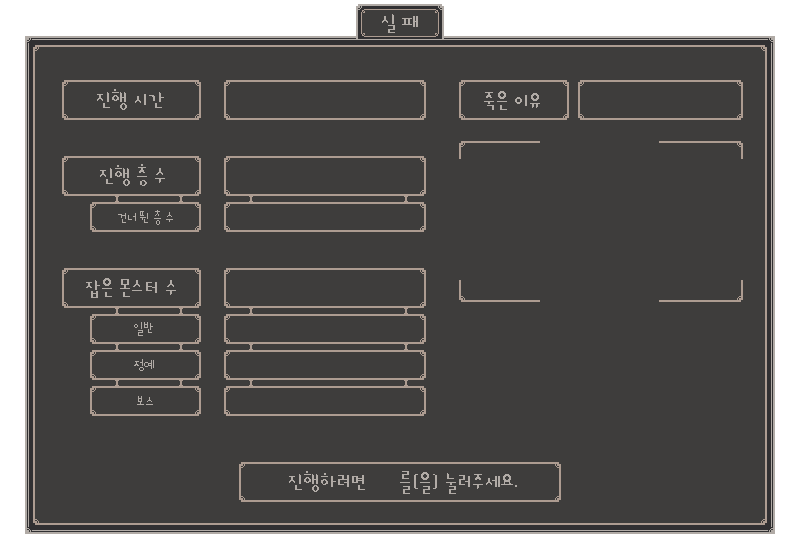 실패
진행 시간
죽은 이유
진행 층 수
건너뛴 층 수
잡은 몬스터 수
일반
정예
보스
진행하려면 를(을) 눌러주세요.